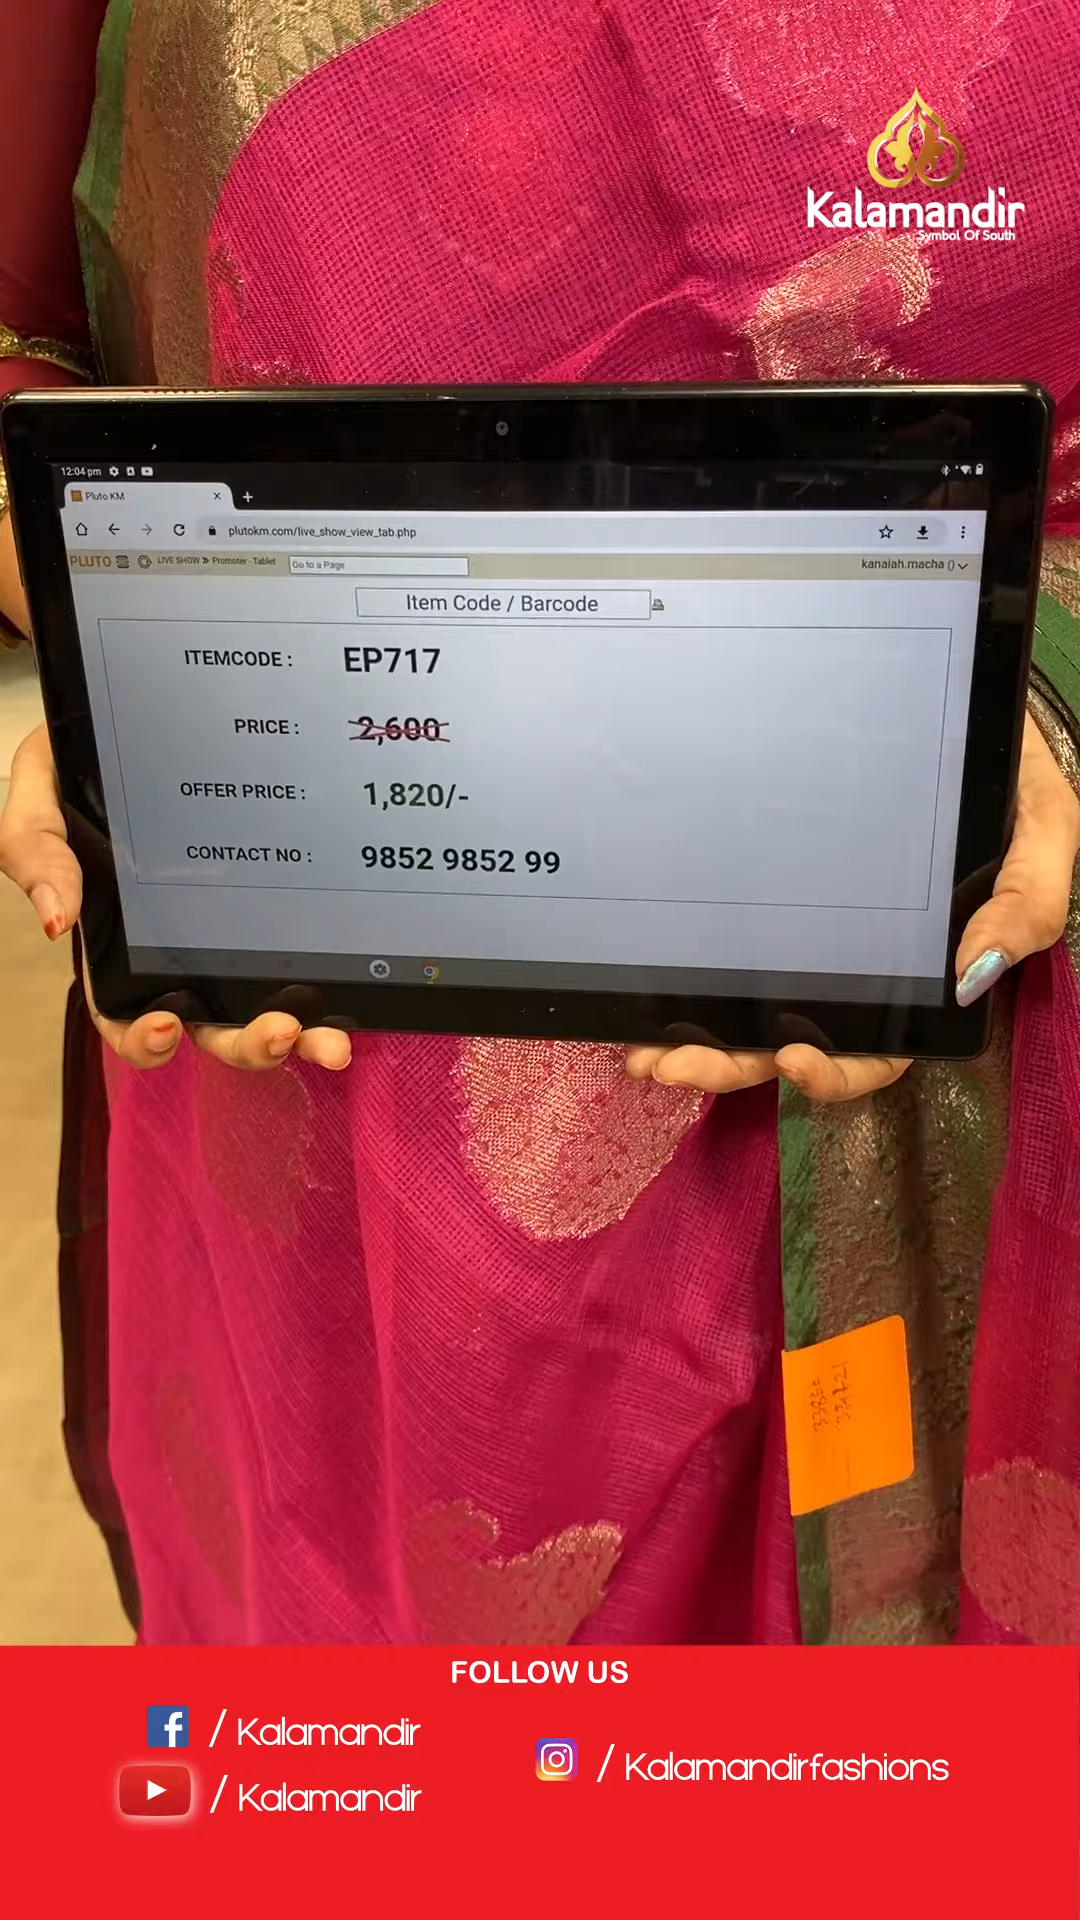 Kalamandir
Symbol Of South
12:04 pm
Pluto KM
plutokm.com/live_show_view_tab.php
PLUTO
LIVE SHOW » Promoter - Tablet
Go to a Page
kanaiah.macha ()
Item Code / Barcode
ITEMCODE : EP717
PRICE : 2,600
OFFER PRICE : 1,820/-
CONTACT NO : 9852 9852 99
FOLLOW US
/ Kalamandir
/ Kalamandir
/ Kalamandirfashions